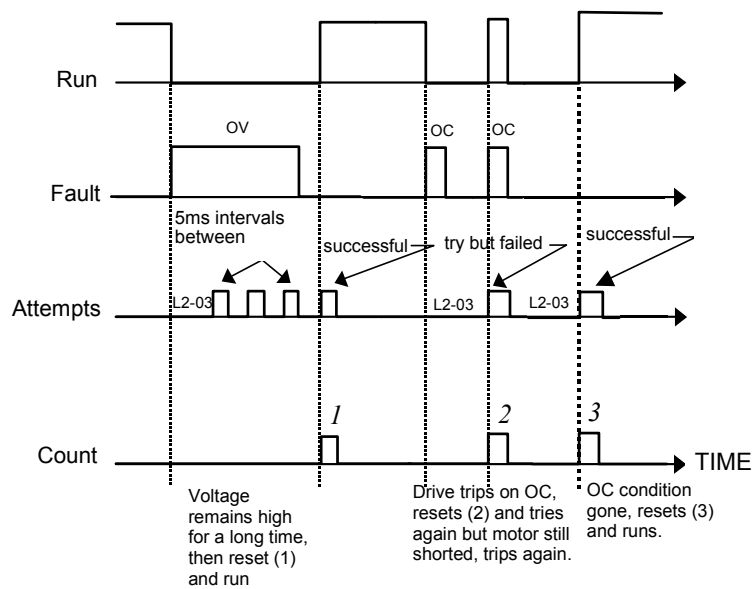 Run
OV
OC
OC
Fault
5ms intervals
between
successful
try but failed
successful
L2-03
L2-03
L2-03
Attempts
1
2
3
Count
TIME
Voltage
remains high
for a long time,
then reset (1)
and run
Drive trips on OC,
resets (2) and tries
again but motor still
shorted, trips again.
OC condition
gone, resets (3)
and runs.